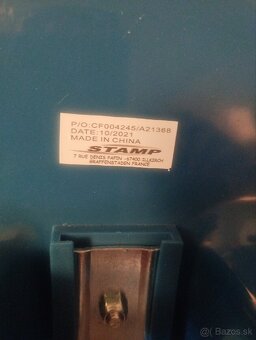 P/O:CF004245/A21368
DATE:10/2021
MADE IN CHINA
STAMP
7 RUE DENIS PAPIN - 67400 ILLKIRCH
GRAFFENSTADEN FRANCE
Bazos.sk